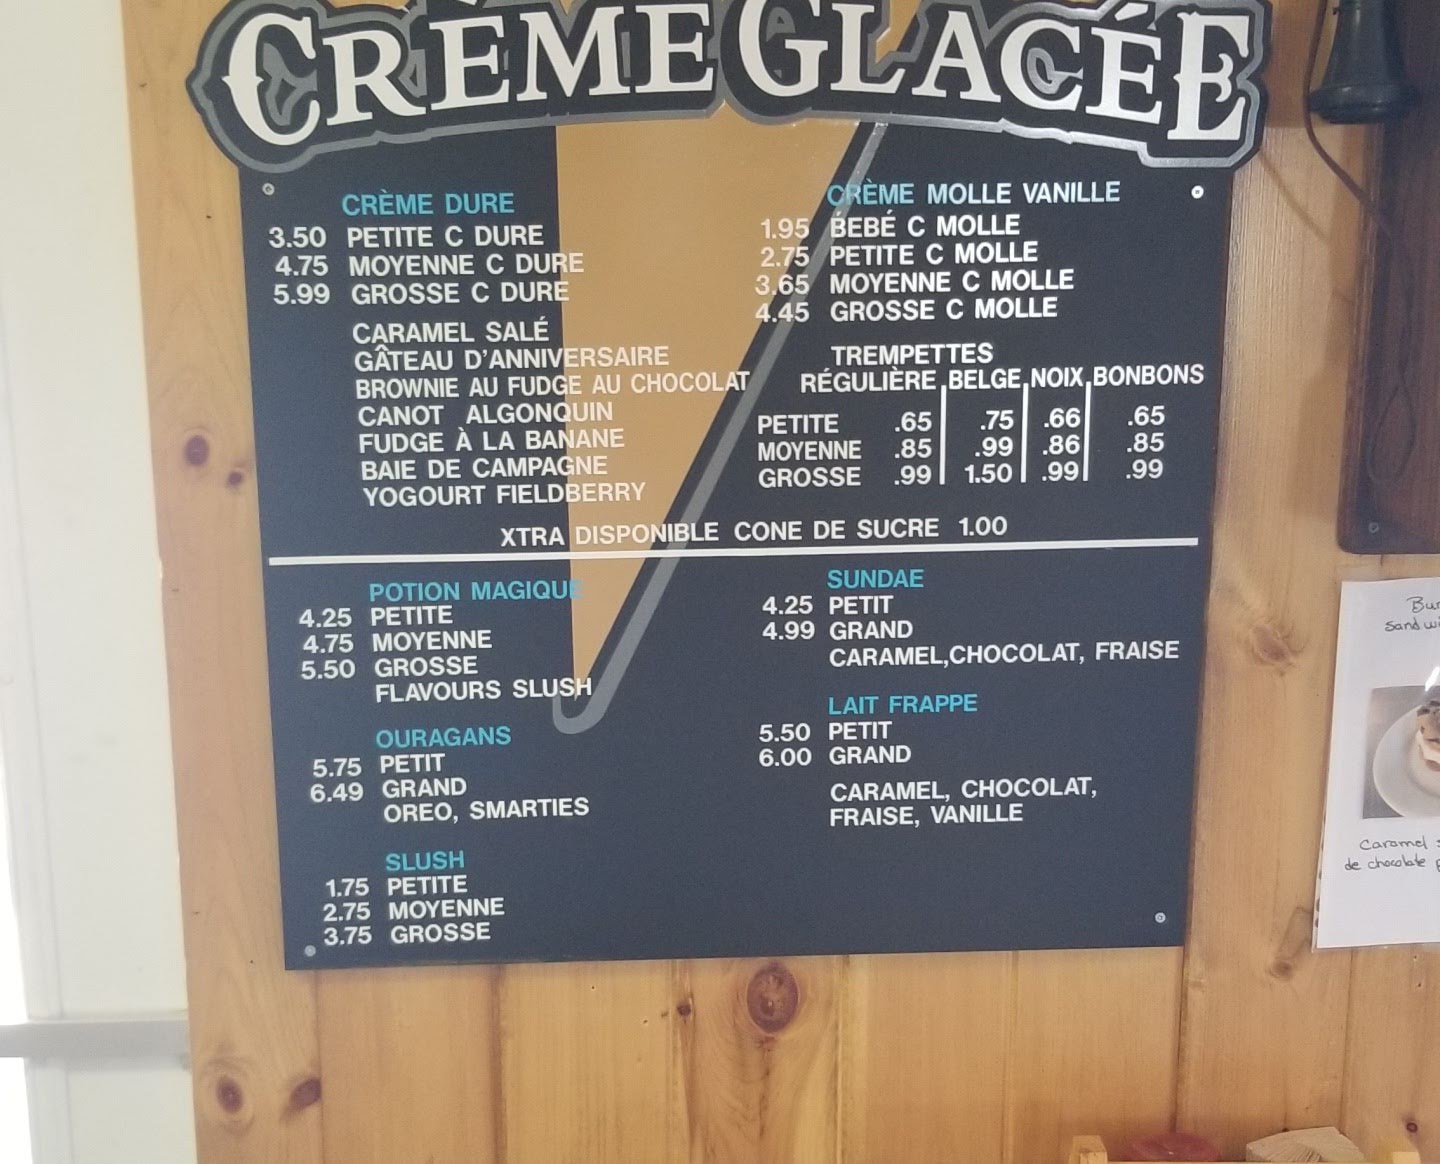 CRÈME GLACÉE
CRÈME DURE
3.50 PETITE C DURE
4.75 MOYENNE C DURE
5.99 GROSSE C DURE
CARAMEL SALÉ
GÂTEAU D'ANNIVERSAIRE
BROWNIE AU FUDGE AU CHOCOLAT
CANOT ALGONQUIN
FUDGE À LA BANANE
BAIE DE CAMPAGNE
YOGOURT FIELDBERRY
CRÈME MOLLE VANILLE
1.95 BEBÉ C MOLLE
2.75 PETITE C MOLLE
3.65 MOYENNE C MOLLE
4.45 GROSSE C MOLLE
TREMPETTES
RÉGULIÈRE BELGE NOIX BONBONS
PETITE .65 .75 .66 .65
MOYENNE .85 .99 .86 .85
GROSSE .99 1.50 .99 .99
XTRA DISPONIBLE CONE DE SUCRE 1.00
POTION MAGIQUE
4.25 PETITE
4.75 MOYENNE
5.50 GROSSE
FLAVOURS SLUSH
OURAGANS
5.75 PETIT
6.49 GRAND
OREO, SMARTIES
SLUSH
1.75 PETITE
2.75 MOYENNE
3.75 GROSSE
SUNDAE
4.25 PETIT
4.99 GRAND
CARAMEL,CHOCOLAT, FRAISE
LAIT FRAPPE
5.50 PETIT
6.00 GRAND
CARAMEL, CHOCOLAT,
FRAISE, VANILLE
Caramel
de chocolate